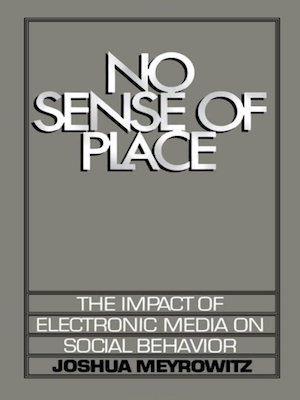 NO
SENSE OF
PLACE
THE IMPACT OF
ELECTRONIC MEDIA ON
SOCIAL BEHAVIOR
JOSHUA MEYROWITZ